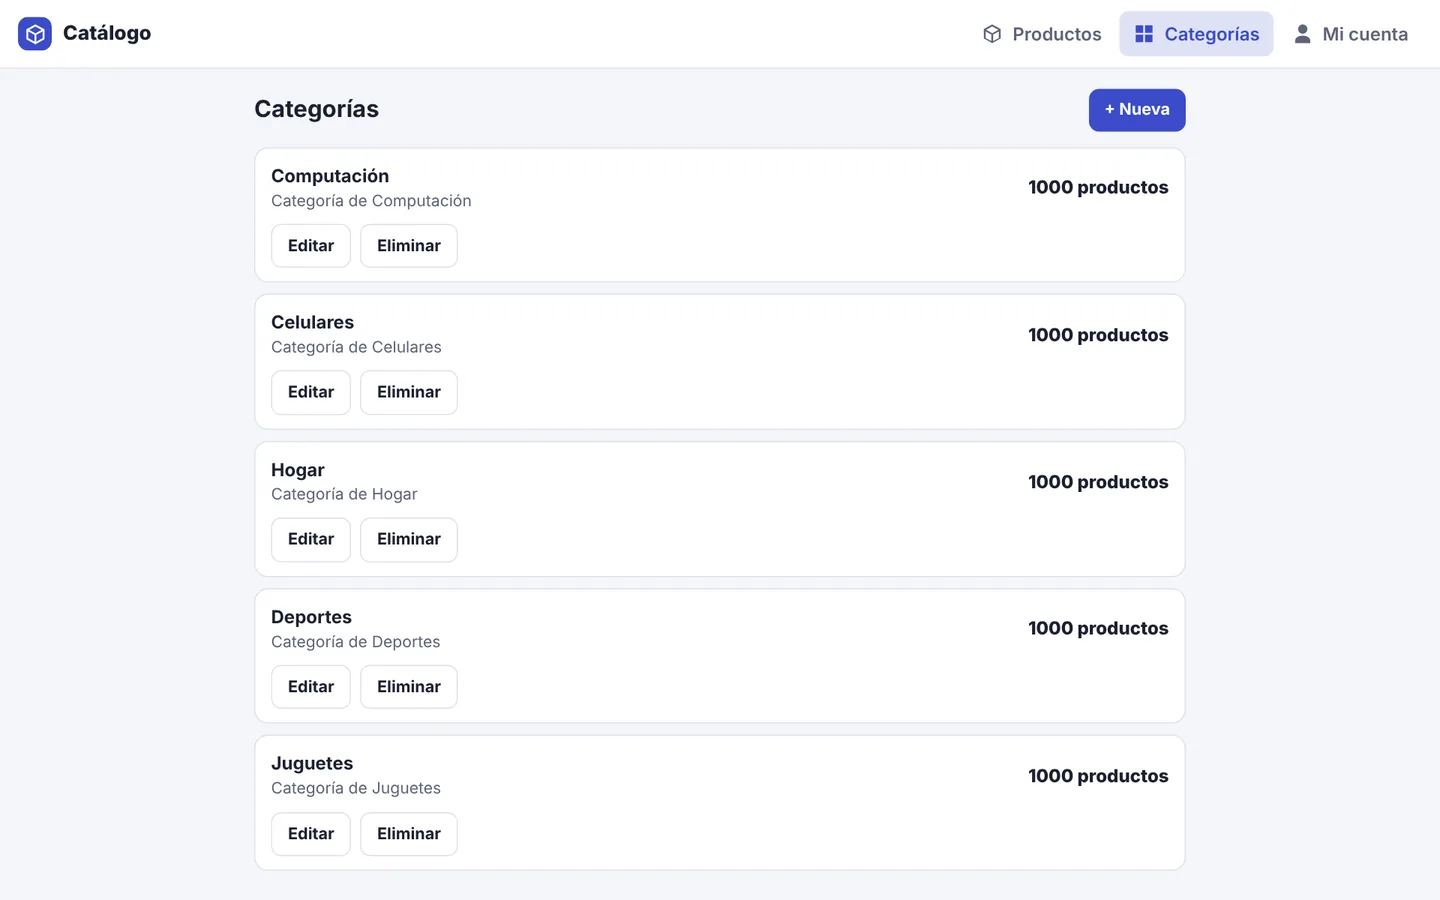 Catálogo
Productos
Categorías
Mi cuenta
Categorías
+ Nueva
Computación
Categoría de Computación
1000 productos
Editar
Eliminar
Celulares
Categoría de Celulares
1000 productos
Editar
Eliminar
Hogar
Categoría de Hogar
1000 productos
Editar
Eliminar
Deportes
Categoría de Deportes
1000 productos
Editar
Eliminar
Juguetes
Categoría de Juguetes
1000 productos
Editar
Eliminar